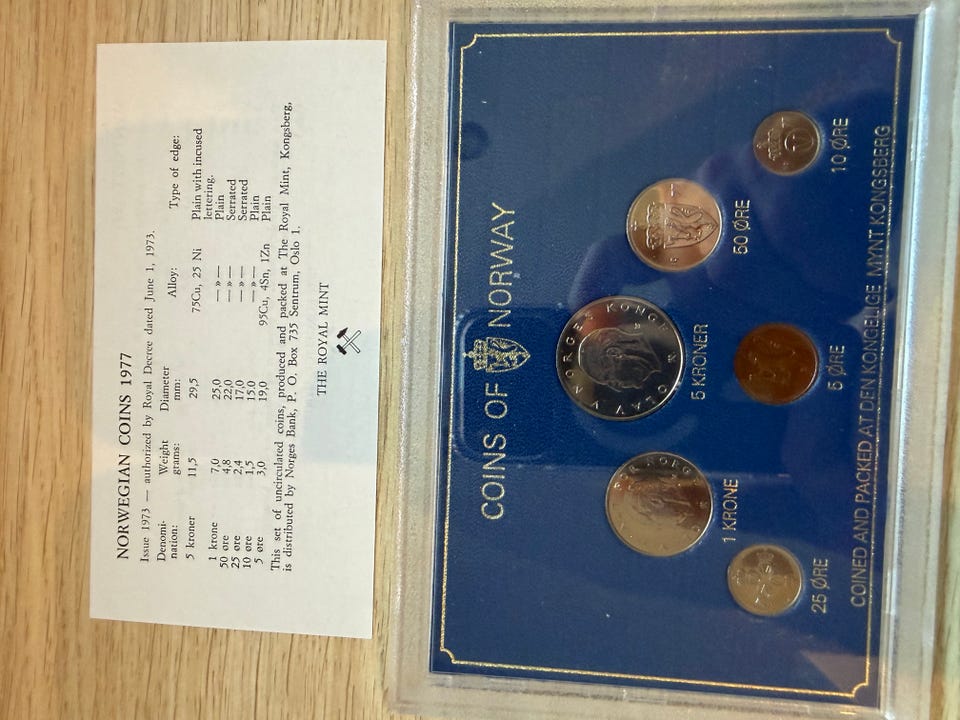 NORWEGIAN COINS 1977
Issue 1973 — authorized by Royal Decree dated June 1, 1973.
Denomi- Weight Diameter Alloy: Type of edge:
nation: grams: mm:
5 kroner 11,5 29,5 75Cu, 25 Ni Plain with incused
lettering.
1 krone 7,0 25,0 —»— Plain
50 øre 4,8 22,0 —»— Serrated
25 øre 2,4 17,0 —»— Serrated
10 øre 1,5 15.0 —»— Plain
5 øre 3,0 19,0 95Cu, 4Sn, 1Zn Plain
This set of uncirculated coins, produced and packed at The Royal Mint, Kongsberg,
is distributed by Norges Bank, P. O. Box 735 Sentrum, Oslo 1.
THE ROYAL MINT
COINS OF NORWAY
OLAV V NORGES KONGE
NORGE
1 KRONE
5 KRONER
50 ØRE
25 ØRE
5 ØRE
10 ØRE
COINED AND PACKED AT DEN KONGELIGE MYNT KONGSBERG